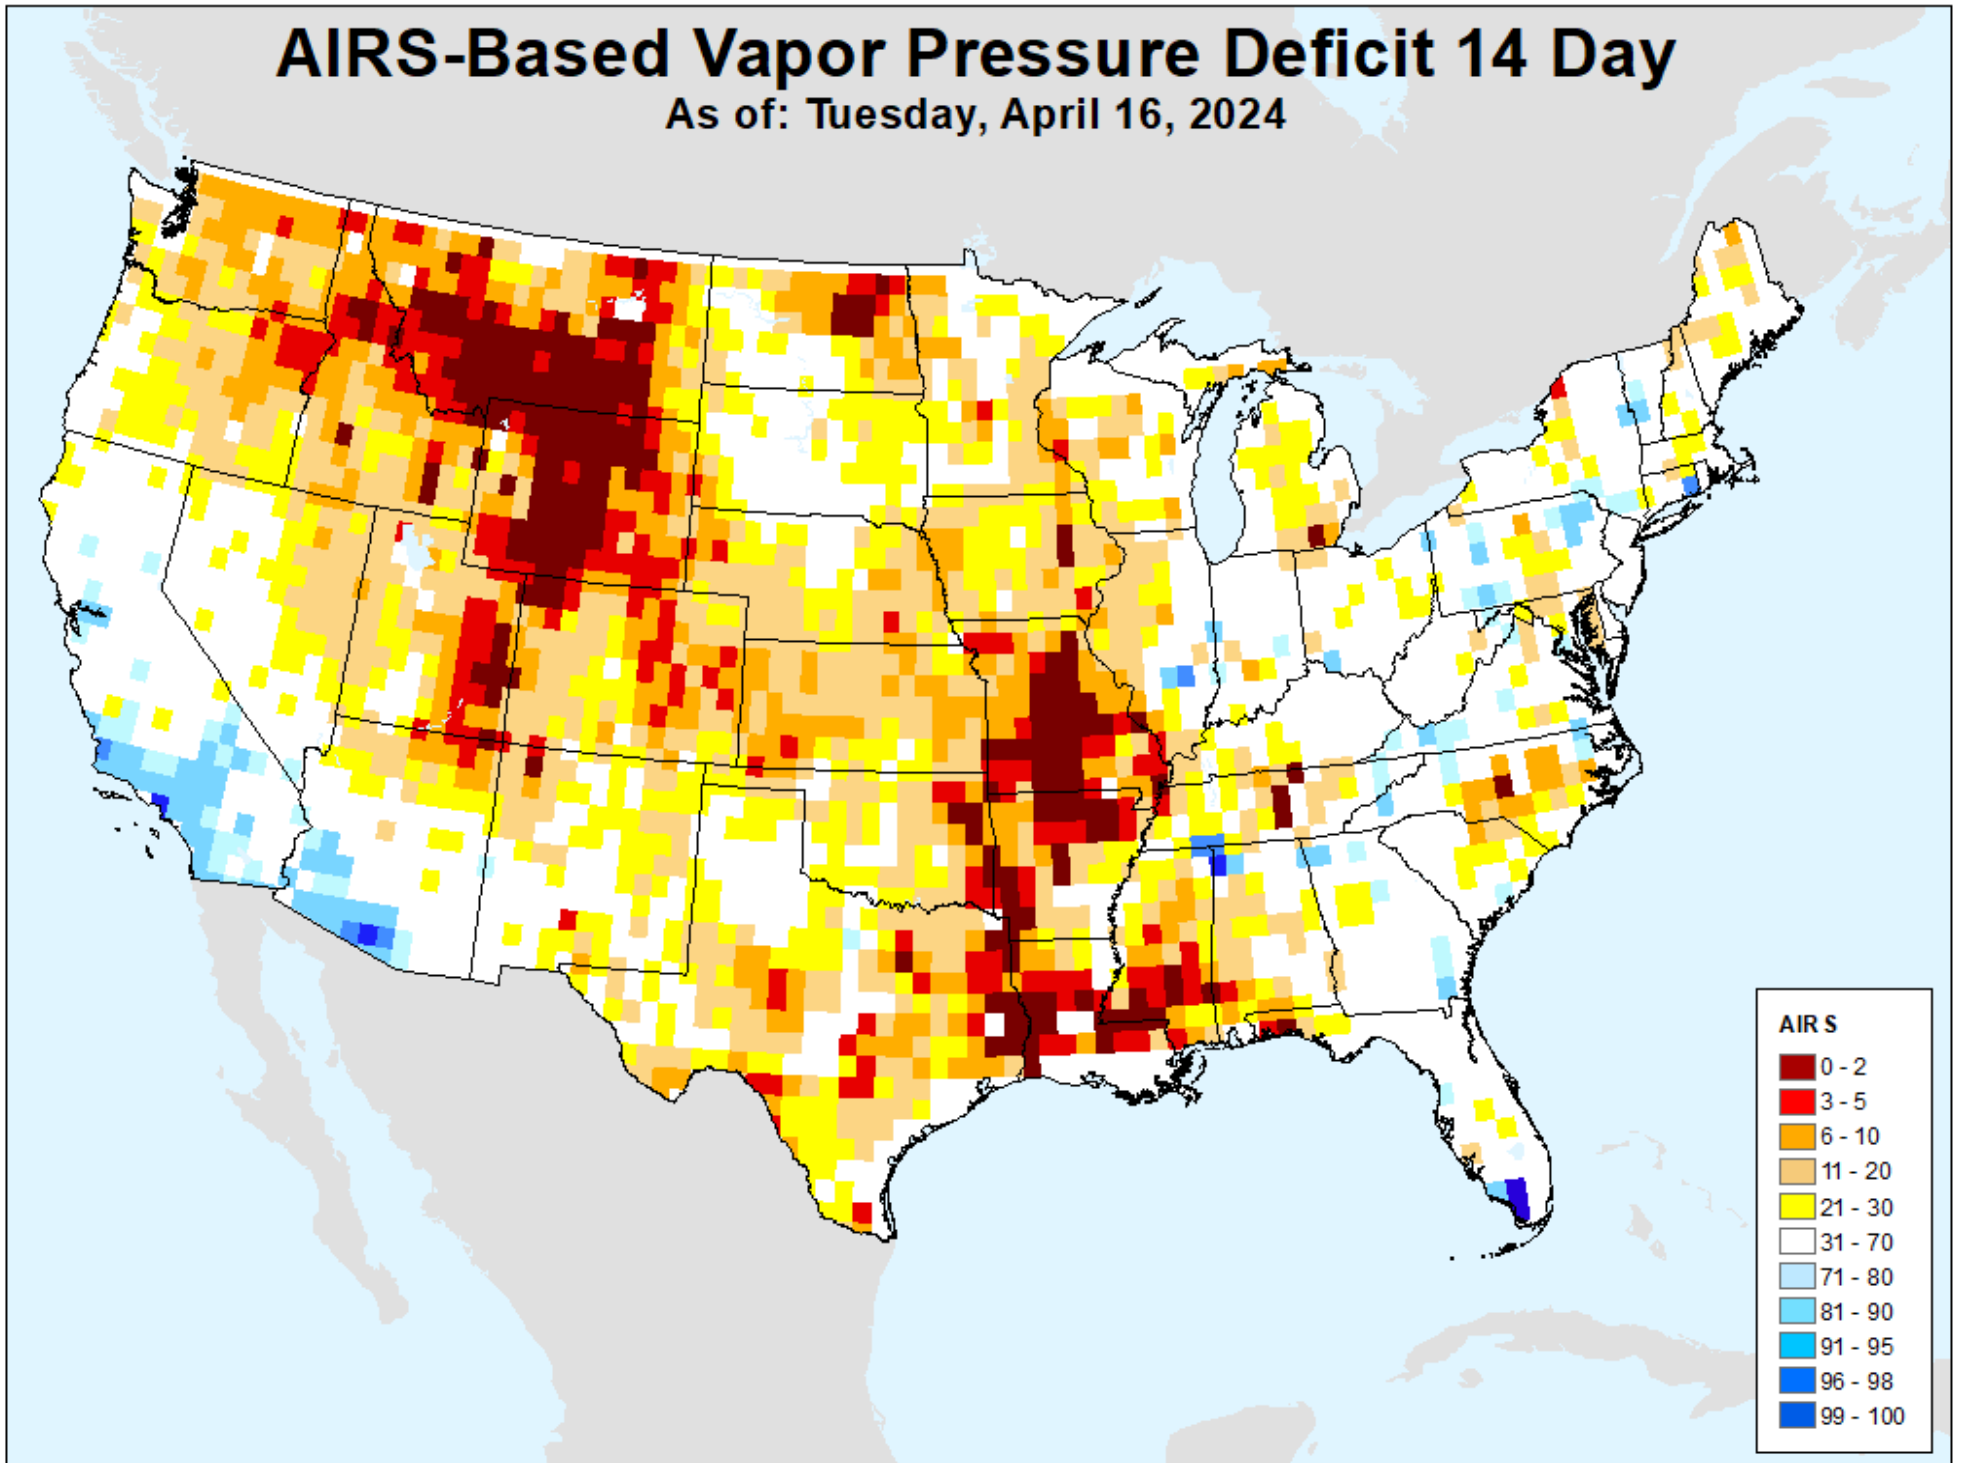 AIRS-Based Vapor Pressure Deficit 14 Day
As of: Tuesday, April 16, 2024
AIRS
0 - 2
3 - 5
6 - 10
11 - 20
21 - 30
31 - 70
71 - 80
81 - 90
91 - 95
96 - 98
99 - 100